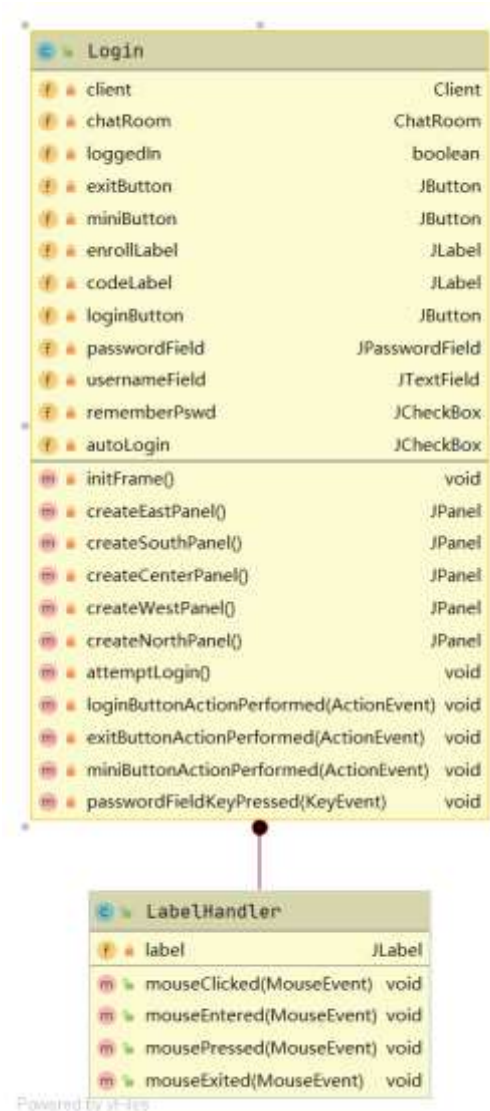 Login
client Client
chatRoom ChatRoom
loggedIn boolean
exitButton JButton
miniButton JButton
enrollLabel JLabel
codeLabel JLabel
loginButton JButton
passwordField JPasswordField
usernameField JTextField
rememberPswd JCheckBox
autoLogin JCheckBox
initFrame() void
createEastPanel() JPanel
createSouthPanel() JPanel
createCenterPanel() JPanel
createWestPanel() JPanel
createNorthPanel() JPanel
attemptLogin() void
loginButtonActionPerformed(ActionEvent) void
exitButtonActionPerformed(ActionEvent) void
miniButtonActionPerformed(ActionEvent) void
passwordFieldKeyPressed(KeyEvent) void
LabelHandler
label JLabel
mouseClicked(MouseEvent) void
mouseEntered(MouseEvent) void
mousePressed(MouseEvent) void
mouseExited(MouseEvent) void
Powered by yFiles